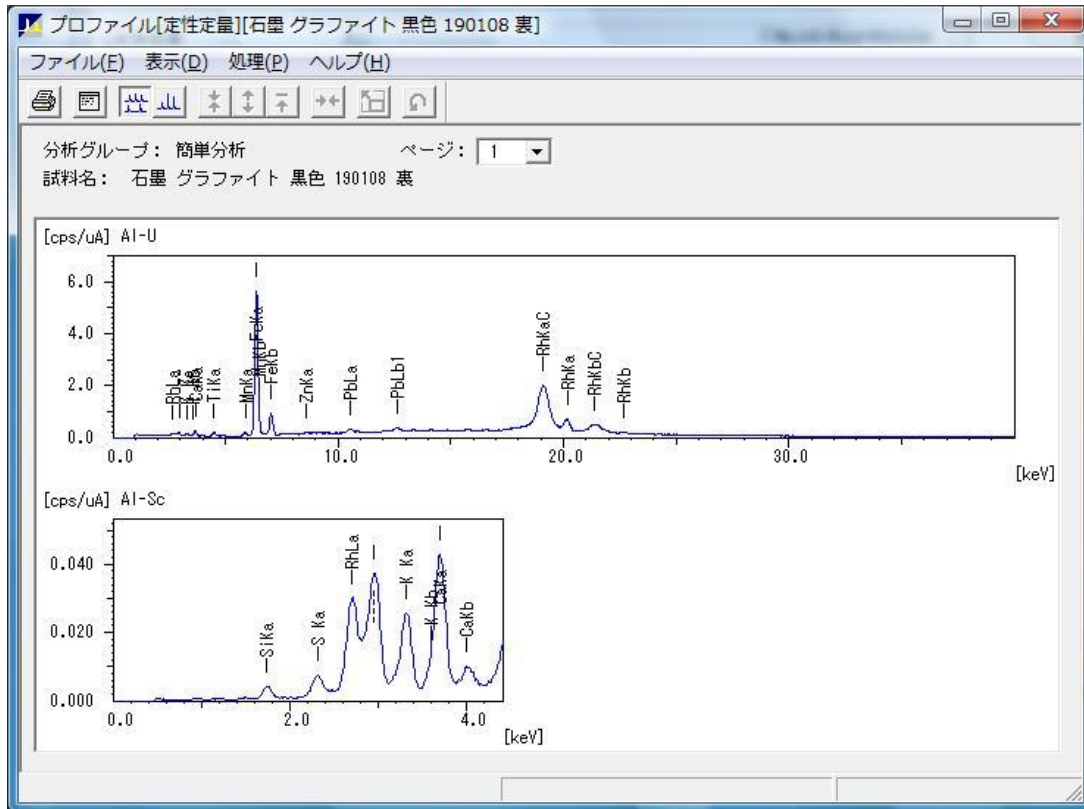 プロファイル[定性定量][石墨 グラファイト 黒色 190108 裏]
ファイル(F) 表示(D) 処理(P) ヘルプ(H)
分析グループ: 簡単分析 ページ: 1
試料名: 石墨 グラファイト 黒色 190108 裏
[cps/uA] Al-U
6.0
4.0
2.0
0.0
RhLa
TiKa
MnKa
FeKa
FeKb
ZnKa
PbLa
PbLb1
RhKaC
RhKa
RhKbC
RhKb
0.0 10.0 20.0 30.0
[keV]
[cps/uA] Al-Sc
0.040
0.020
0.000
SiKa
S Ka
RhLa
K Ka
K Kb
CaKa
CaKb
0.0 2.0 4.0
[keV]